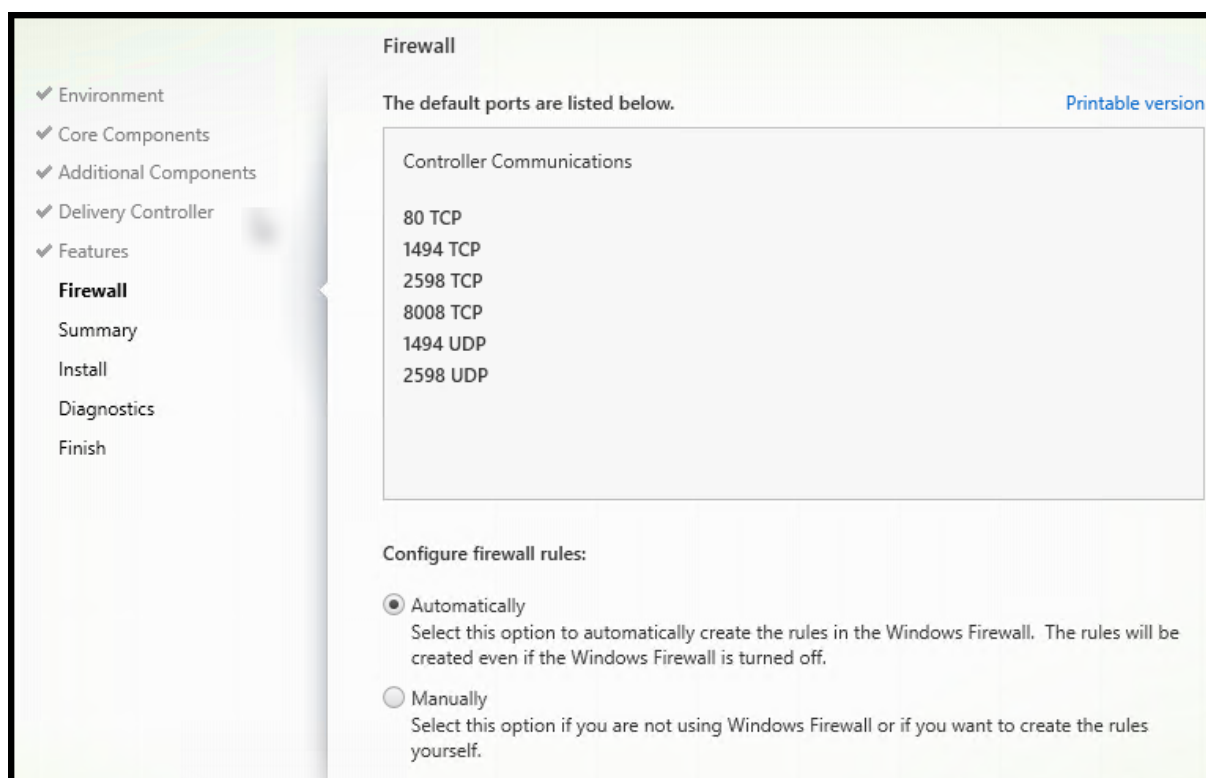 Environment
Core Components
Additional Components
Delivery Controller
Features
Firewall
Summary
Install
Diagnostics
Finish
Firewall
The default ports are listed below.
Printable version
Controller Communications
80 TCP
1494 TCP
2598 TCP
8008 TCP
1494 UDP
2598 UDP
Configure firewall rules:
Automatically
Select this option to automatically create the rules in the Windows Firewall.  The rules will be
created even if the Windows Firewall is turned off.
Manually
Select this option if you are not using Windows Firewall or if you want to create the rules
yourself.